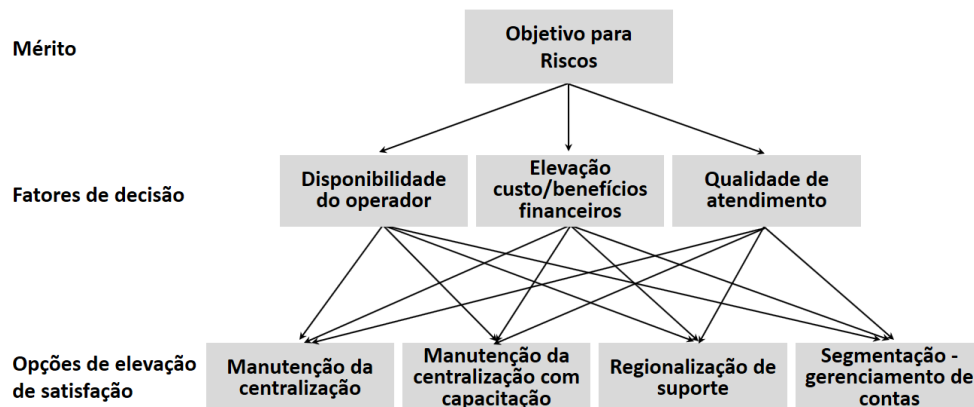 Mérito
Objetivo para
Riscos
Fatores de decisão
Disponibilidade
do operador
Elevação
custo/benefícios
financeiros
Qualidade de
atendimento
Opções de elevação
de satisfação
Manutenção da
centralização
Manutenção da
centralização com
capacitação
Regionalização de
suporte
Segmentação -
gerenciamento de
contas